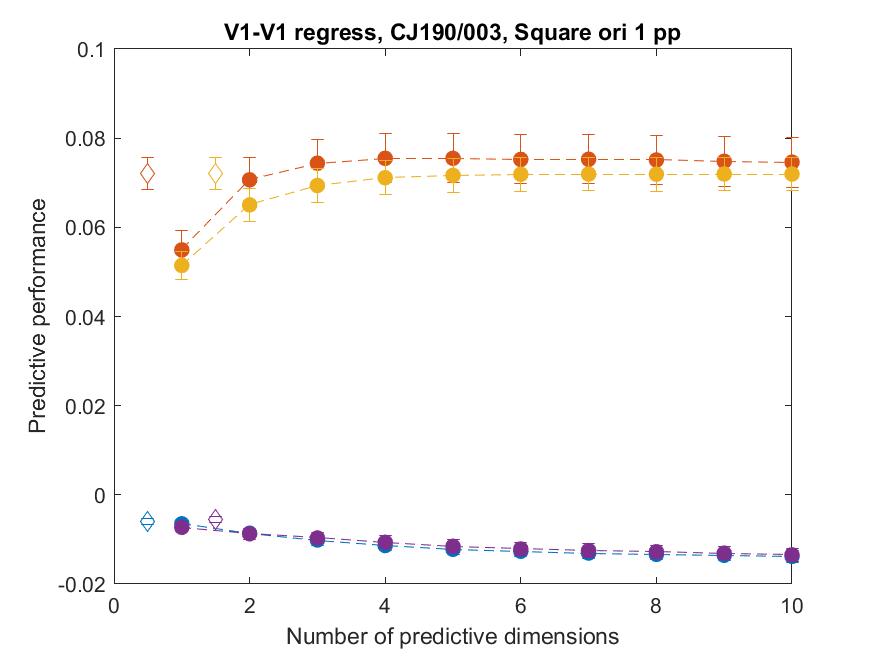 V1-V1 regress, CJ190/003, Square ori 1 pp
0.1
0.08
0.06
0.04
0.02
0
-0.02
Predictive performance
0 2 4 6 8 10
Number of predictive dimensions